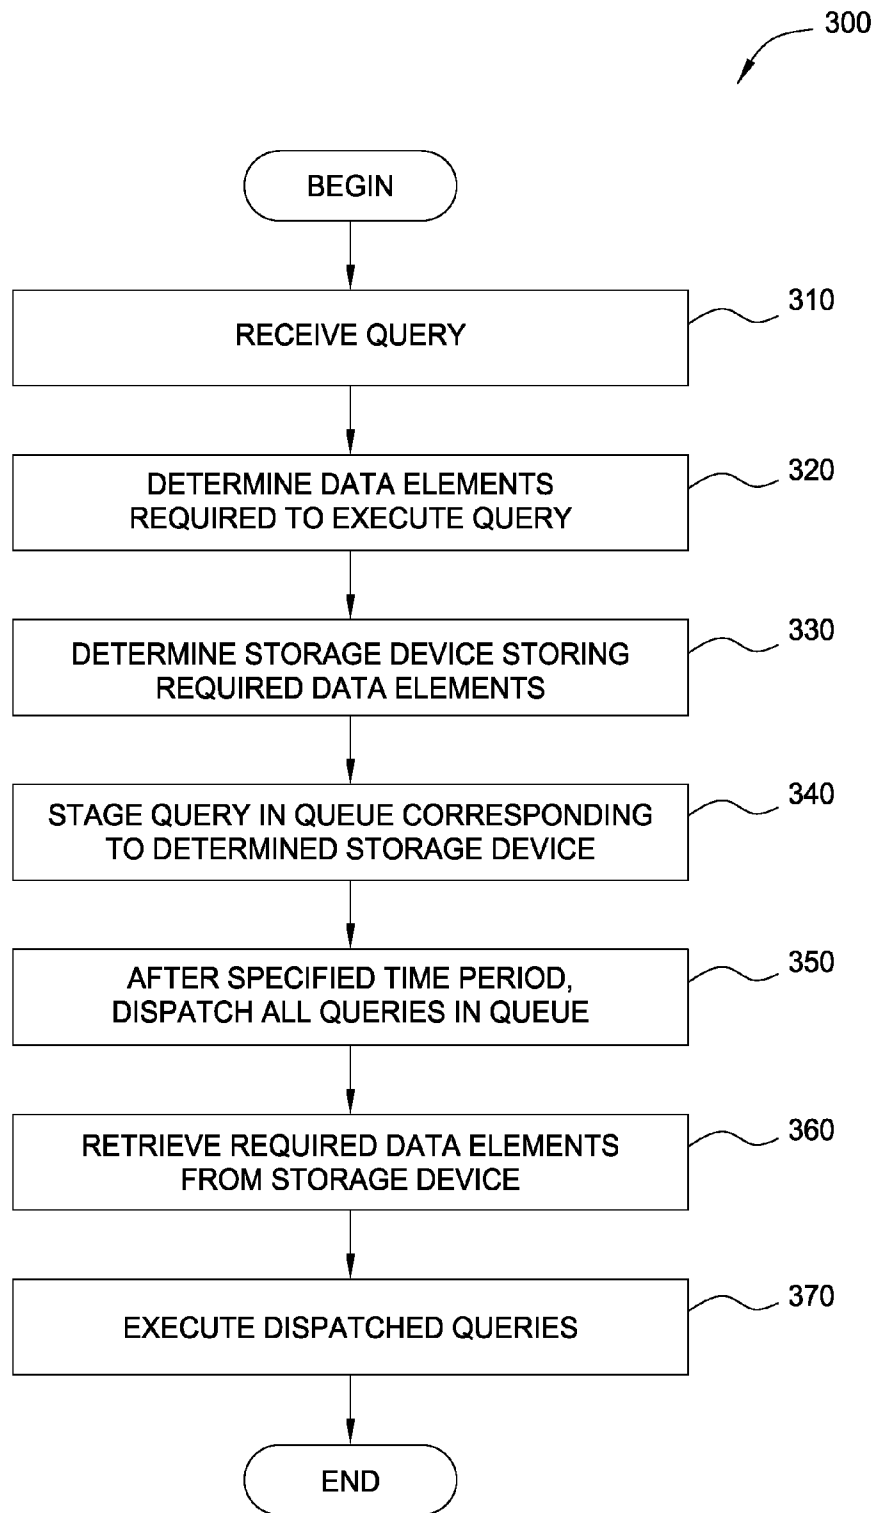 300
BEGIN
RECEIVE QUERY
310
DETERMINE DATA ELEMENTS
REQUIRED TO EXECUTE QUERY
320
DETERMINE STORAGE DEVICE STORING
REQUIRED DATA ELEMENTS
330
STAGE QUERY IN QUEUE CORRESPONDING
TO DETERMINED STORAGE DEVICE
340
AFTER SPECIFIED TIME PERIOD,
DISPATCH ALL QUERIES IN QUEUE
350
RETRIEVE REQUIRED DATA ELEMENTS
FROM STORAGE DEVICE
360
EXECUTE DISPATCHED QUERIES
370
END